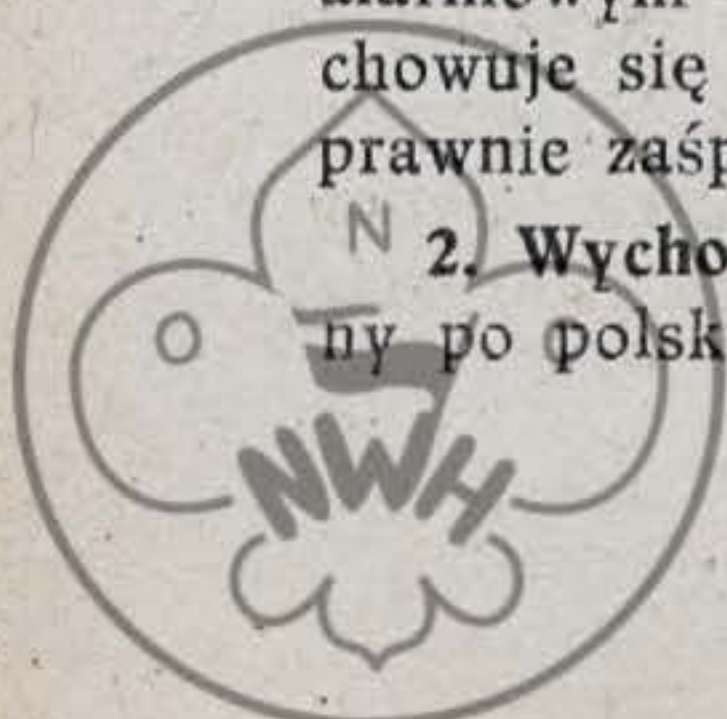 chowuje się
prawnie zaśp
N
2. Wycho
O
ny po polsk
NWH